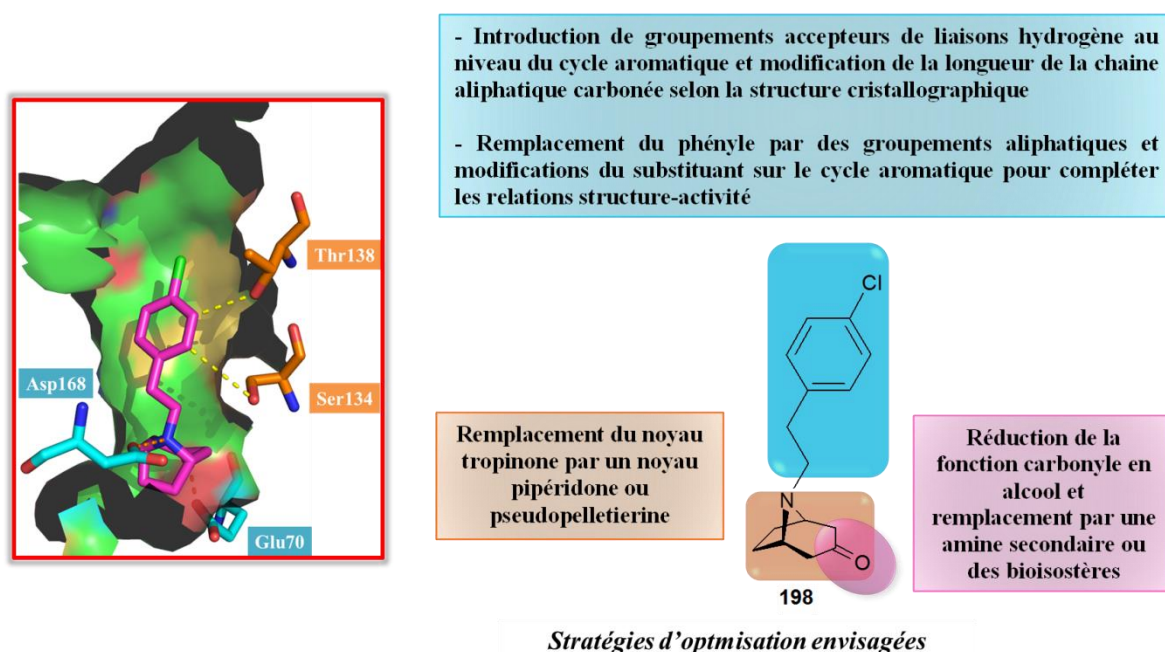 - Introduction de groupements accepteurs de liaisons hydrogène au
niveau du cycle aromatique et modification de la longueur de la chaine
aliphatique carbonée selon la structure cristallographique
- Remplacement du phényle par des groupements aliphatiques et
modifications du substituant sur le cycle aromatique pour compléter
les relations structure-activité
Thr138
Asp168
Ser134
Glu70
Cl
Remplacement du noyau
tropinone par un noyau
pipéridone ou
pseudopelletierine
N
O
198
Réduction de la
fonction carbonyle en
alcool et
remplacement par une
amine secondaire ou
des bioisostères
Stratégies d'optmisation envisagées